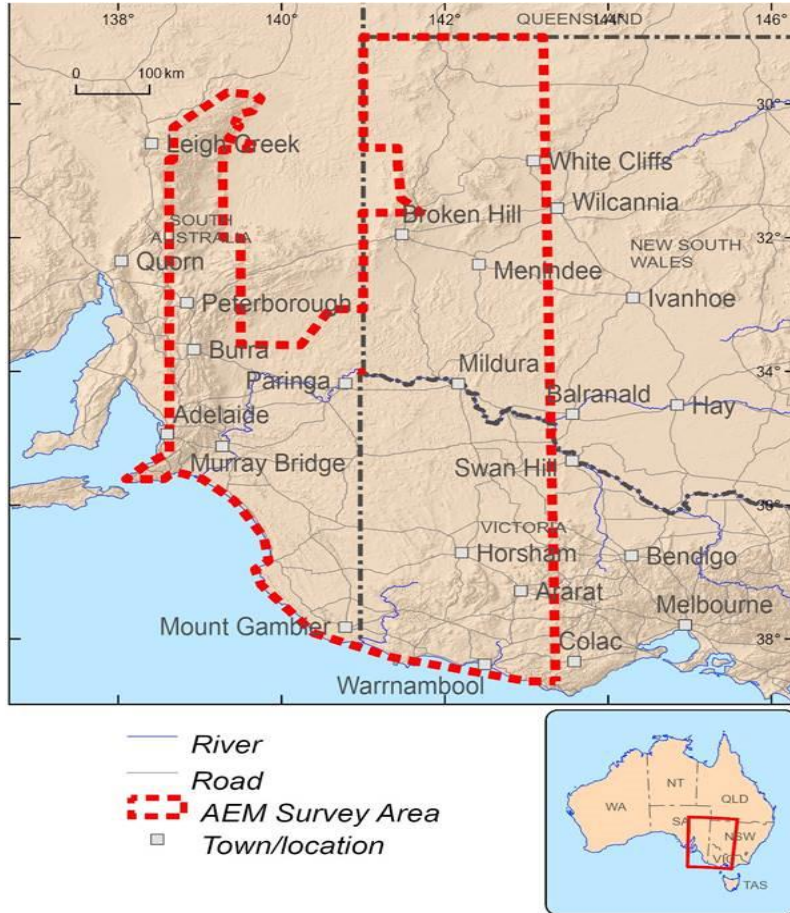 138°
140°
142°
144°
146°
QUEENSLAND
0
100 km
30°
Leigh Creek
White Cliffs
Wilcannia
SOUTH
AUSTRALIA
Broken Hill
32°
Quorn
Menindee
NEW SOUTH
WALES
Ivanhoe
Peterborough
Burra
Paringa
Mildura
34°
Balranald
Hay
Adelaide
Murray Bridge
Swan Hill
36°
VICTORIA
Horsham
Bendigo
Ararat
Mount Gambier
Melbourne
38°
Colac
Warrnambool
River
Road
AEM Survey Area
Town/location
NT
WA
QLD
SA
NSW
VIC
TAS